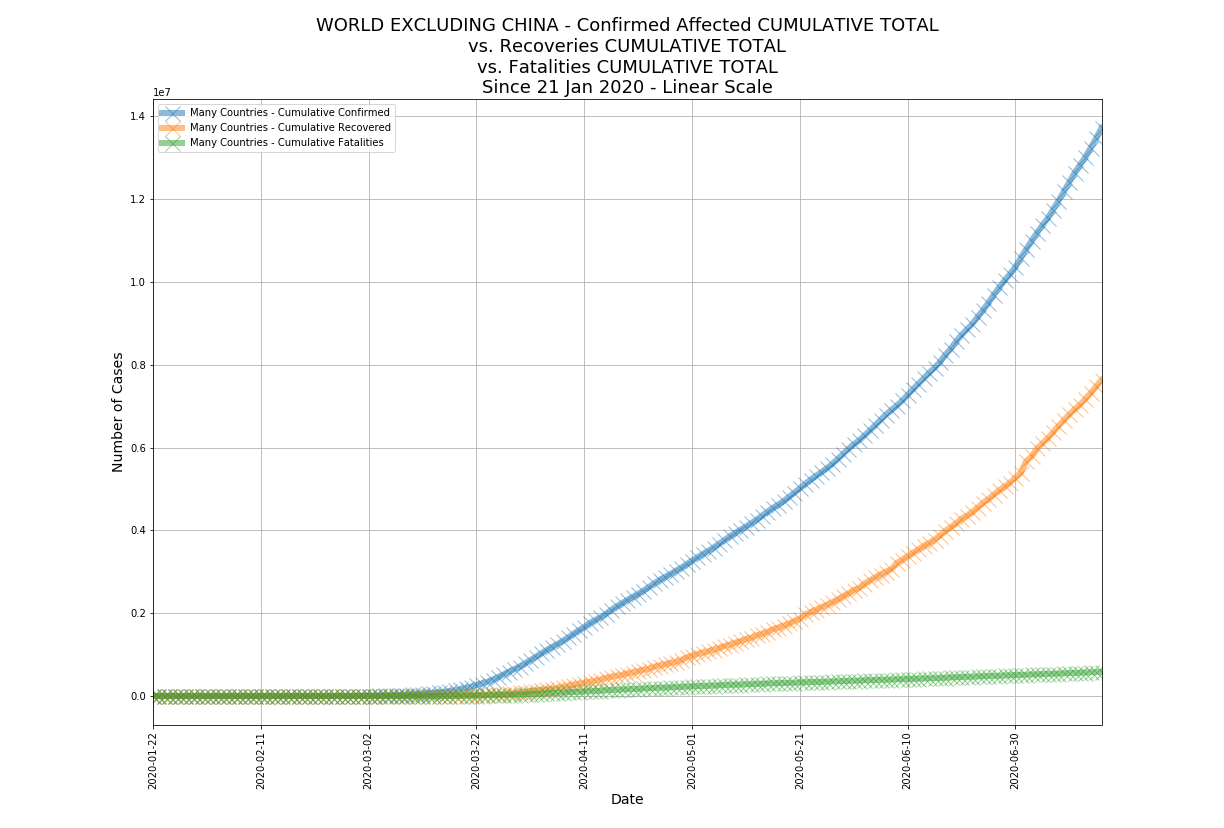 WORLD EXCLUDING CHINA - Confirmed Affected CUMULATIVE TOTAL
vs. Recoveries CUMULATIVE TOTAL
vs. Fatalities CUMULATIVE TOTAL
Since 21 Jan 2020 - Linear Scale
1e7
Many Countries - Cumulative Confirmed
Many Countries - Cumulative Recovered
Many Countries - Cumulative Fatalities
1.4
1.2
1.0
0.8
0.6
0.4
0.2
0.0
Number of Cases
2020-01-22
2020-02-11
2020-03-02
2020-03-22
2020-04-11
2020-05-01
2020-05-21
2020-06-10
2020-06-30
Date